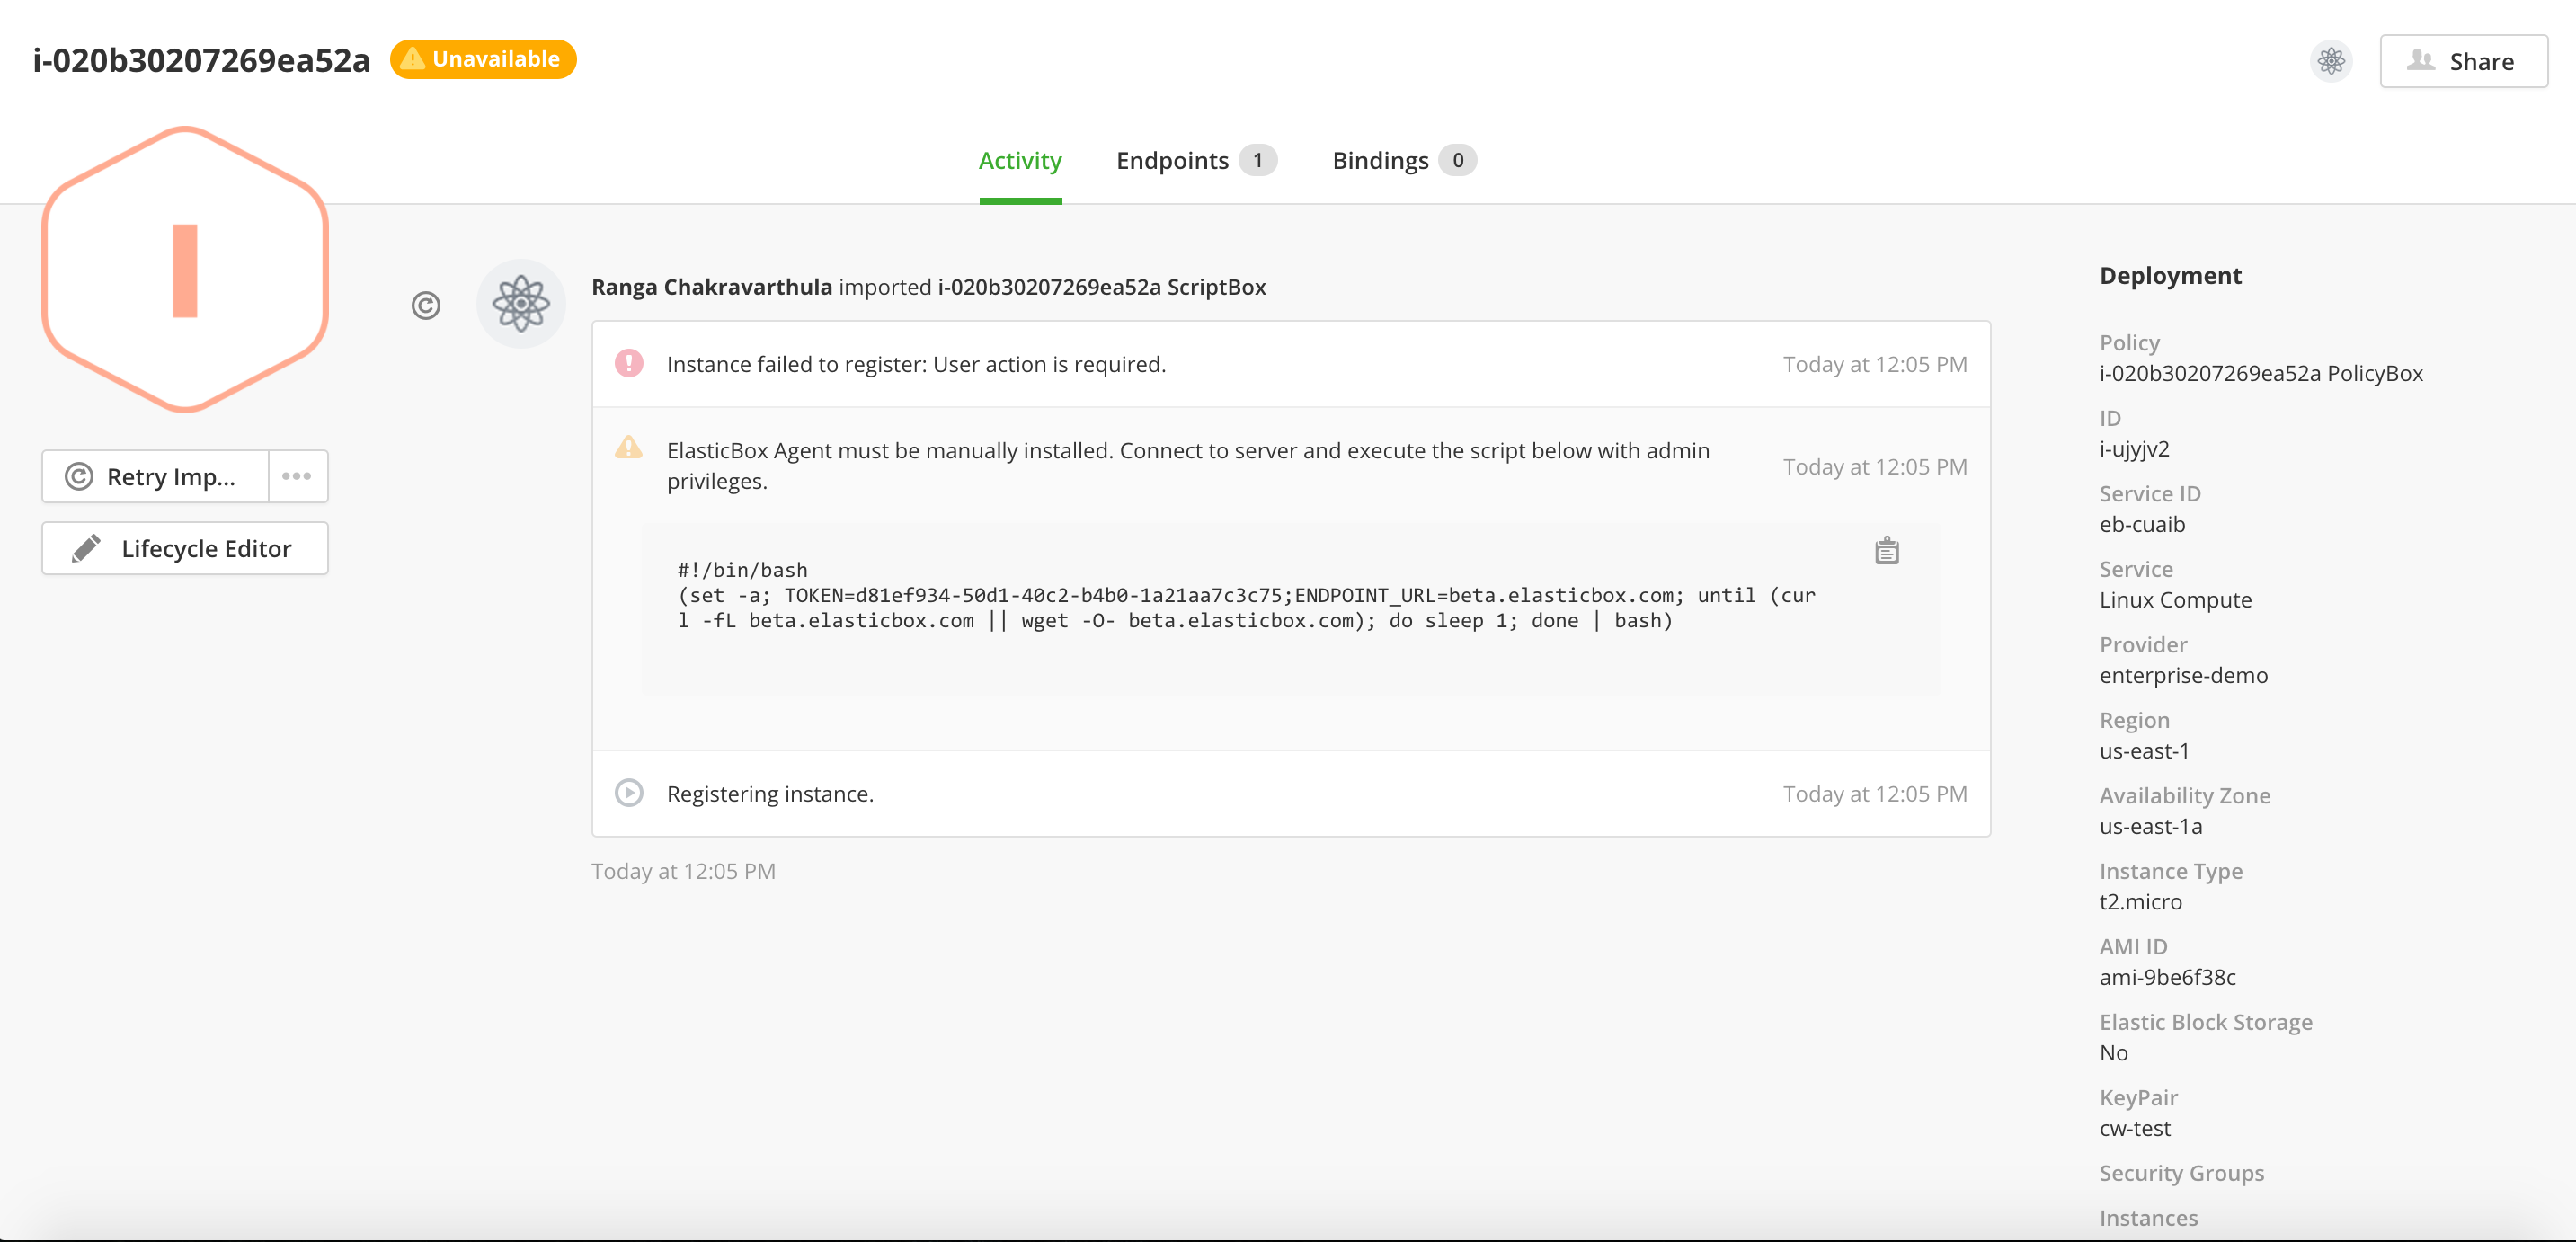 i-020b30207269ea52a
Unavailable
Share
Activity
Endpoints 1
Bindings 0
I
Retry Imp...
Lifecycle Editor
Ranga Chakravarthula imported i-020b30207269ea52a ScriptBox
Instance failed to register: User action is required.
Today at 12:05 PM
ElasticBox Agent must be manually installed. Connect to server and execute the script below with admin
privileges.
Today at 12:05 PM
#!/bin/bash
(set -a; TOKEN=d81ef934-50d1-40c2-b4b0-1a21aa7c3c75;ENDPOINT_URL=beta.elasticbox.com; until (cur
l -fL beta.elasticbox.com || wget -O- beta.elasticbox.com); do sleep 1; done | bash)
Registering instance.
Today at 12:05 PM
Today at 12:05 PM
Deployment
Policy
i-020b30207269ea52a PolicyBox
ID
i-ujyjv2
Service ID
eb-cuaib
Service
Linux Compute
Provider
enterprise-demo
Region
us-east-1
Availability Zone
us-east-1a
Instance Type
t2.micro
AMI ID
ami-9be6f38c
Elastic Block Storage
No
KeyPair
cw-test
Security Groups
Instances